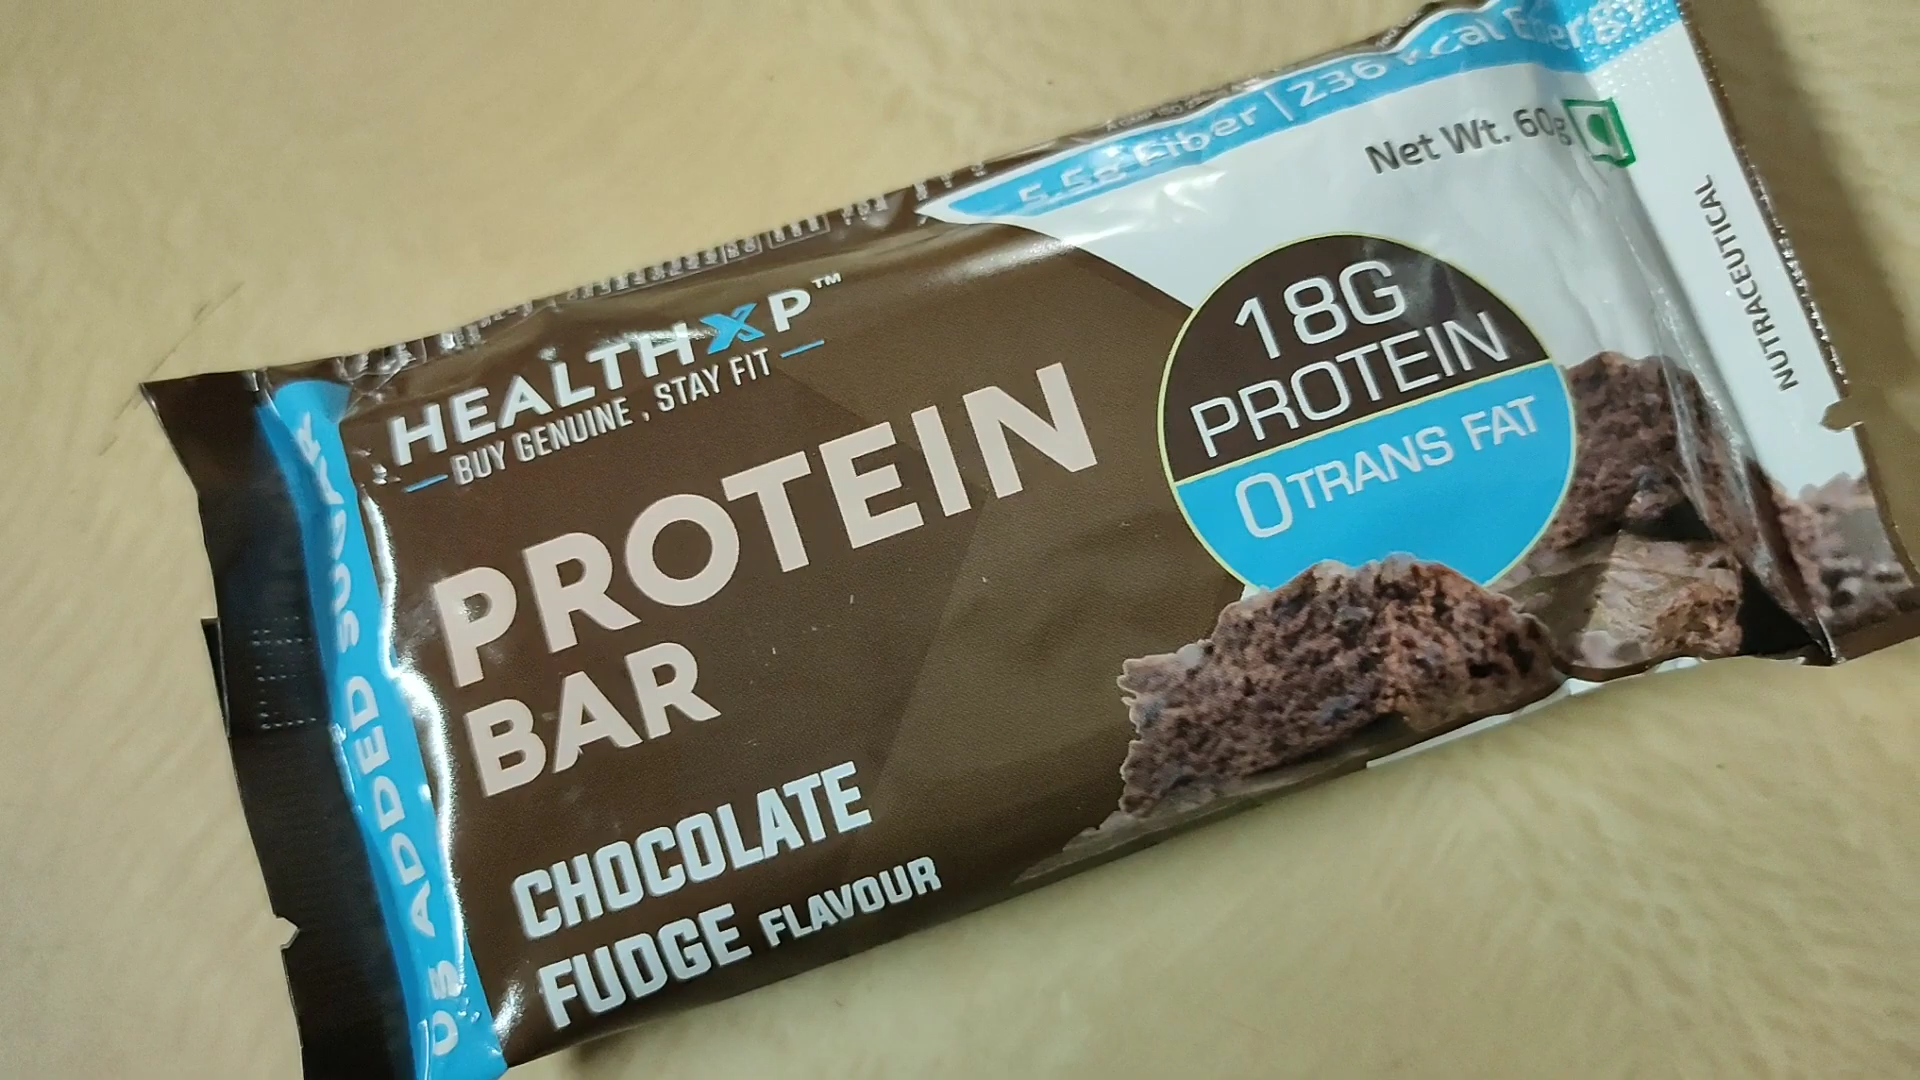 HEALTHXP™
BUY GENUINE , STAY FIT
PROTEIN
BAR
CHOCOLATE
FUDGE FLAVOUR
0g ADDED SUGAR
5.5g Fiber | 236 Kcal Energy
Net Wt. 60g
18G
PROTEIN
0 TRANS FAT
NUTRACEUTICAL